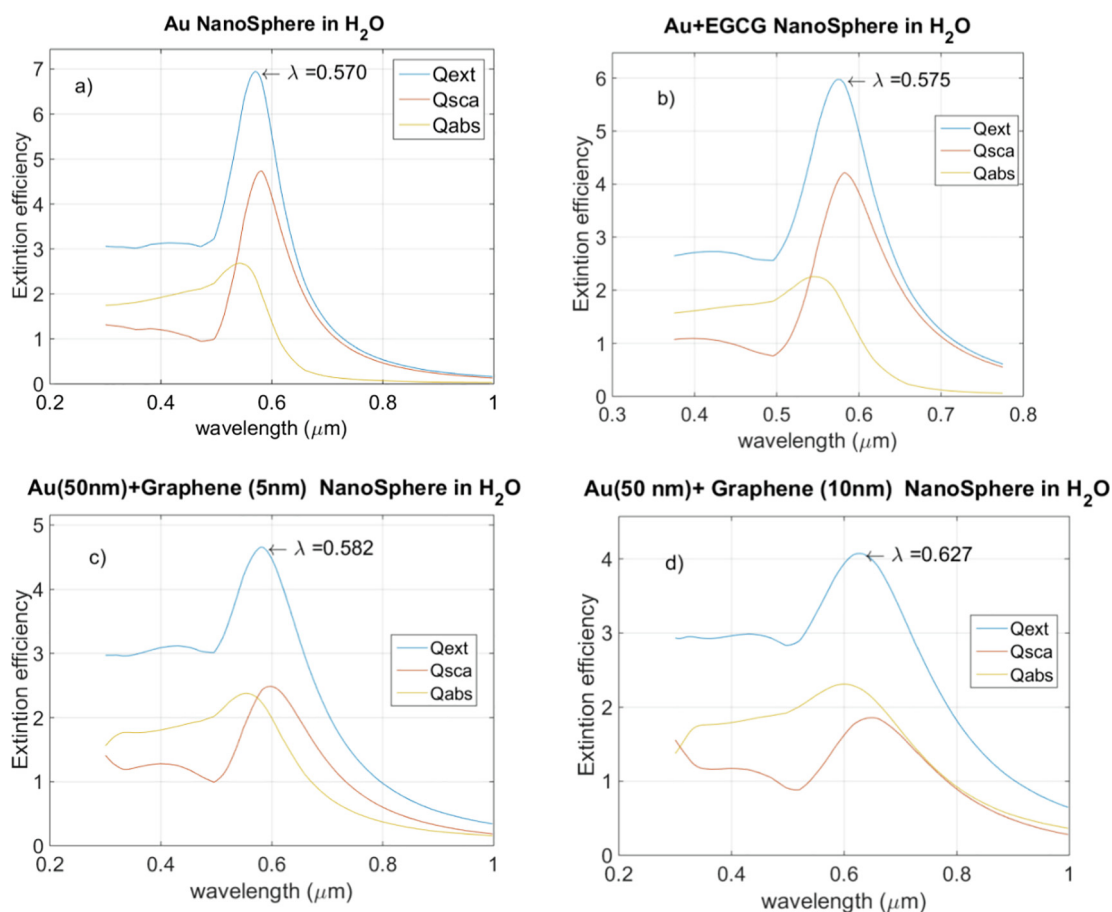 Au NanoSphere in H2O
a)
← λ =0.570
Qext
Qsca
Qabs
7
6
5
4
3
2
1
0
Extintion efficiency
0.2 0.4 0.6 0.8 1
wavelength (μm)
Au+EGCG NanoSphere in H2O
b)
← λ =0.575
Qext
Qsca
Qabs
6
5
4
3
2
1
0
Extintion efficiency
0.3 0.4 0.5 0.6 0.7 0.8
wavelength (μm)
Au(50nm)+Graphene (5nm) NanoSphere in H2O
c)
← λ =0.582
Qext
Qsca
Qabs
5
4
3
2
1
0
Extintion efficiency
0.2 0.4 0.6 0.8 1
wavelength (μm)
Au(50 nm)+ Graphene (10nm) NanoSphere in H2O
d)
← λ =0.627
Qext
Qsca
Qabs
4
3
2
1
0
Extintion efficiency
0.2 0.4 0.6 0.8 1
wavelength (μm)